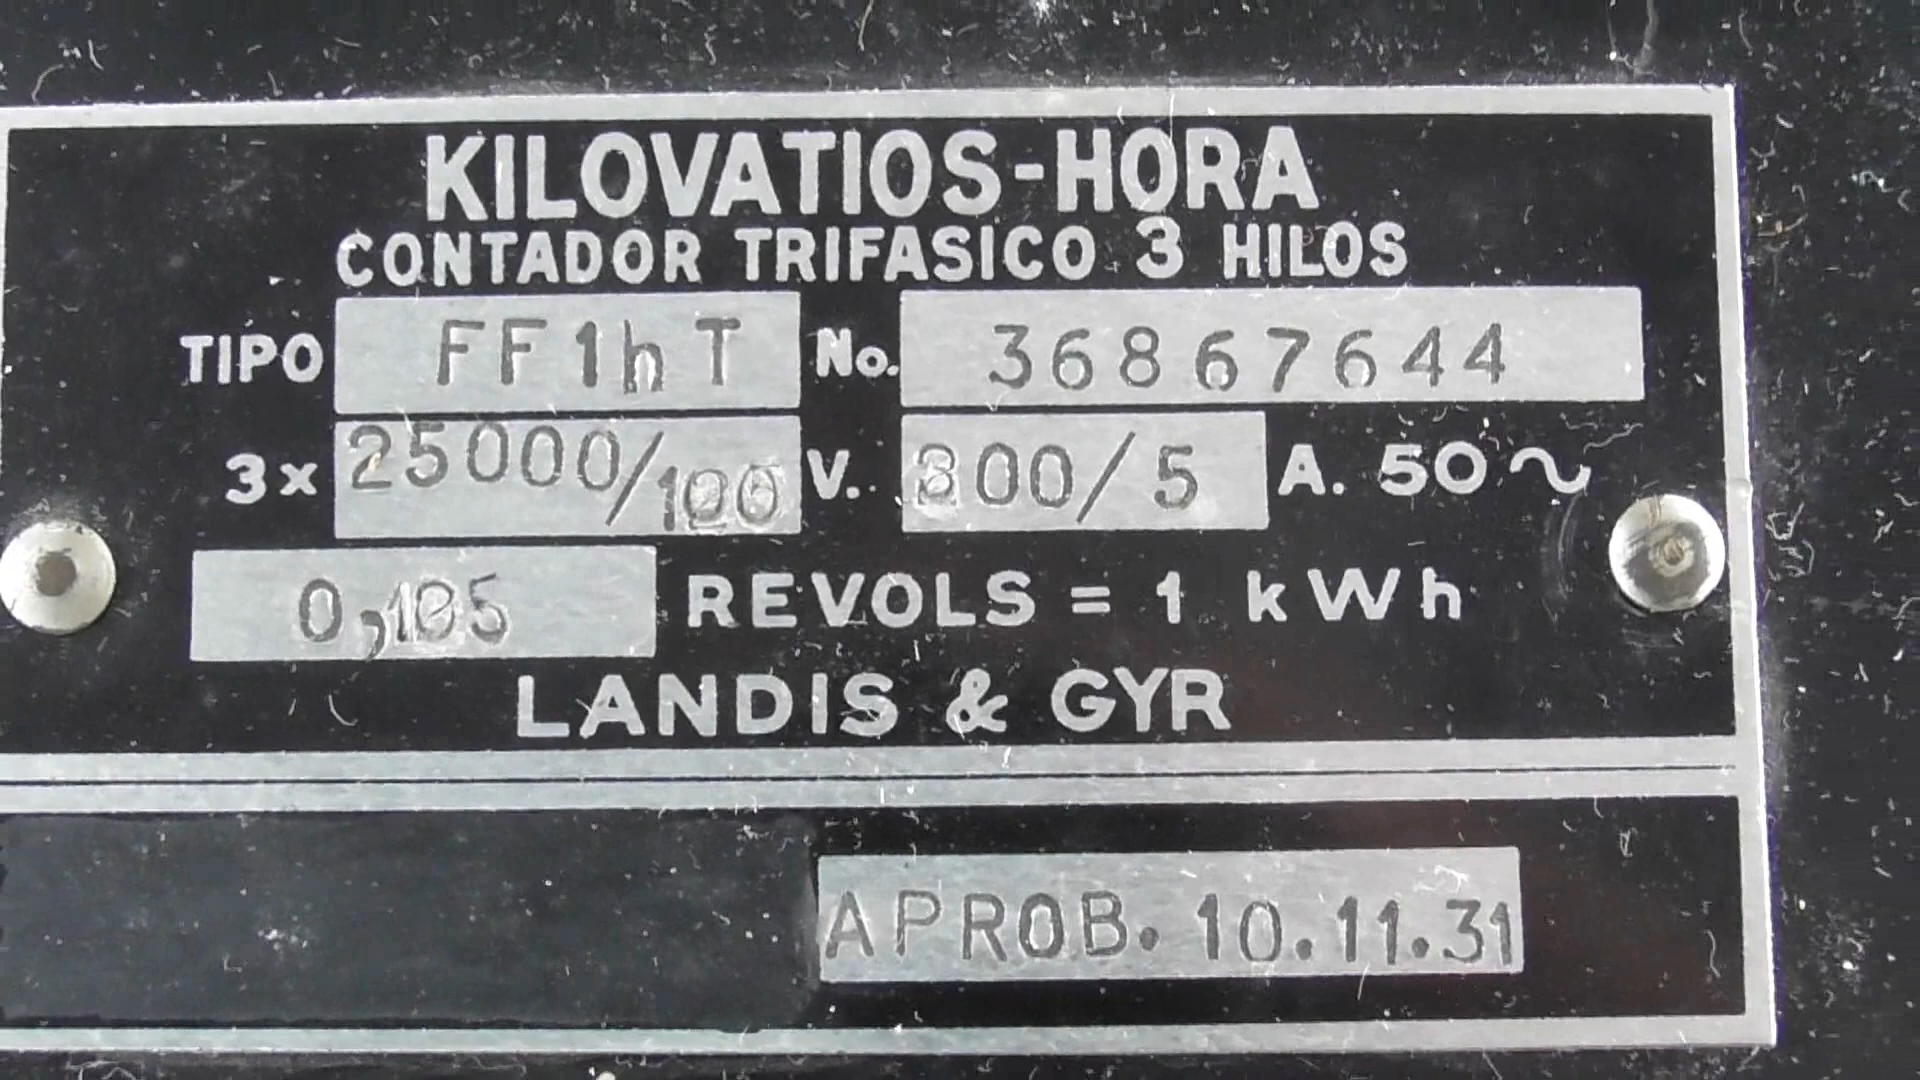 KILOVATIOS-HORA
CONTADOR TRIFASICO 3 HILOS
TIPO FF1hT No. 36867644
3x 25000/100 V. 300/5 A. 50~
0,105 REVOLS = 1 kWh
LANDIS & GYR
APROB. 10.11.31